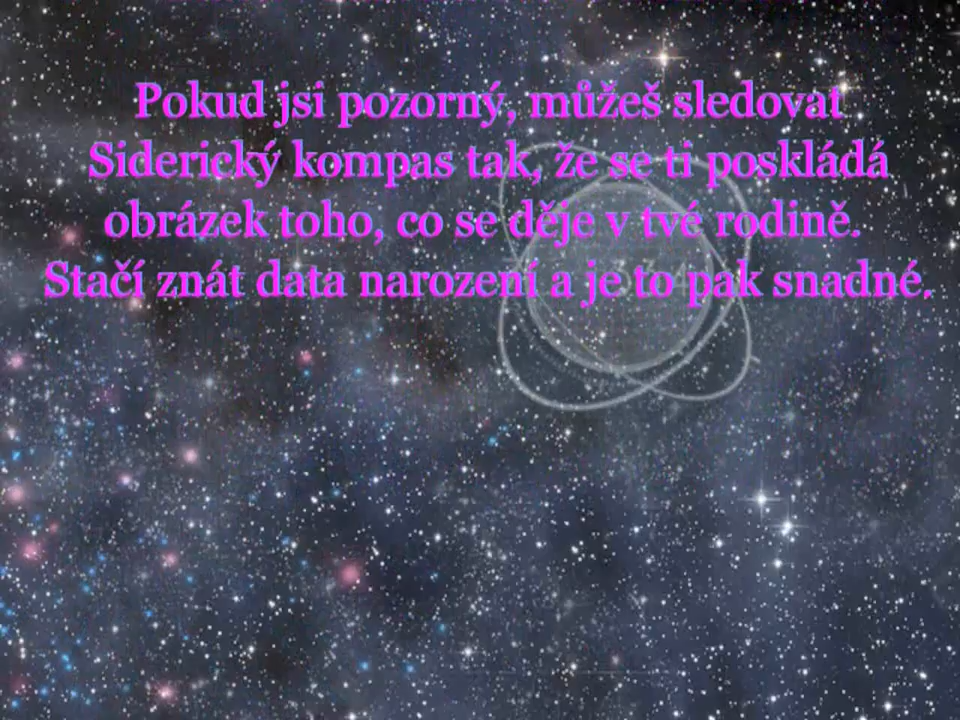 Pokud jsi pozorný, můžeš sledovat
Siderický kompas tak, že se ti poskládá
obrázek toho, co se děje v tvé rodině.
Stačí znát data narození a je to pak snadné.